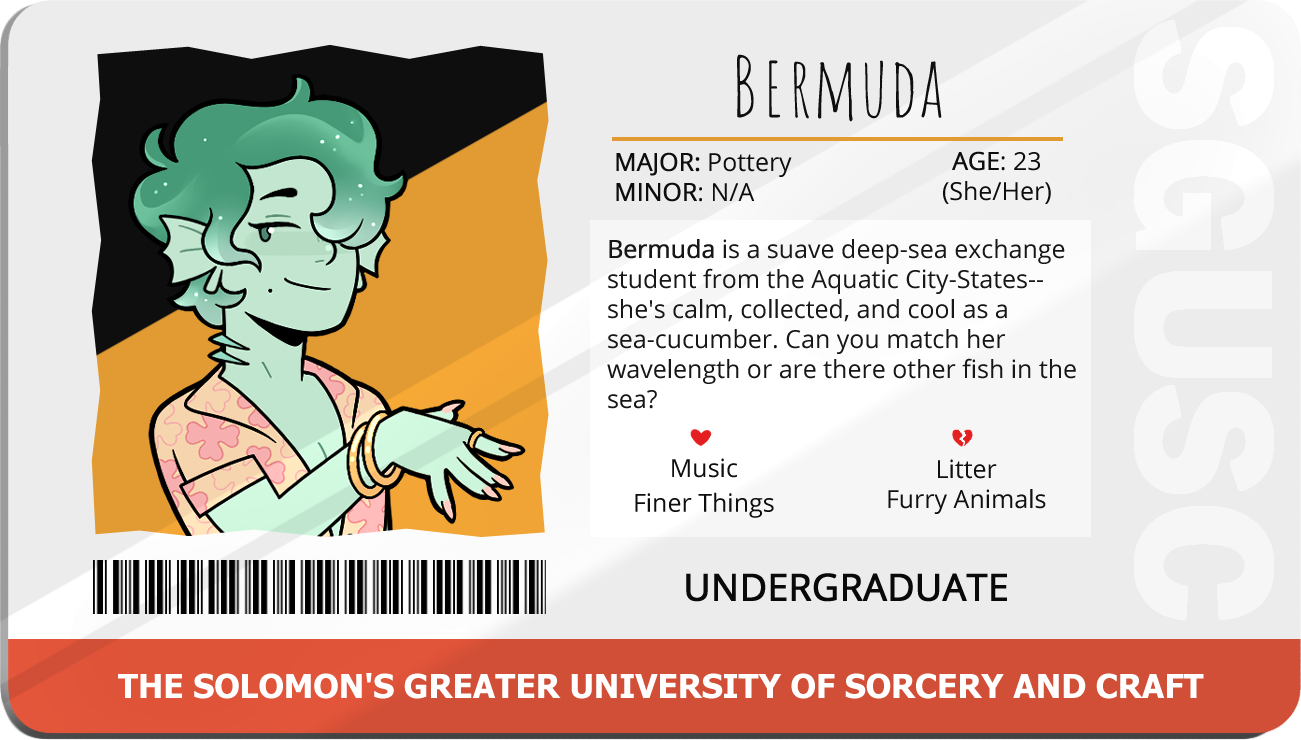 BERMUDA
MAJOR: Pottery
MINOR: N/A
AGE: 23
(She/Her)
Bermuda is a suave deep-sea exchange
student from the Aquatic City-States--
she's calm, collected, and cool as a
sea-cucumber. Can you match her
wavelength or are there other fish in the
sea?
Music
Finer Things
Litter
Furry Animals
UNDERGRADUATE
SGUSC
THE SOLOMON'S GREATER UNIVERSITY OF SORCERY AND CRAFT